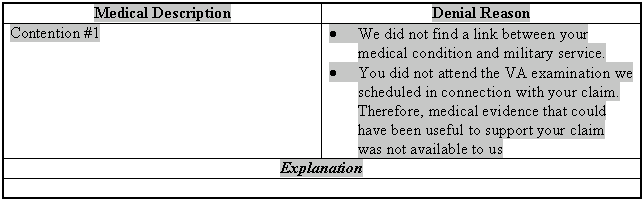 Medical Description Denial Reason
Contention #1
• We did not find a link between your
medical condition and military service.
• You did not attend the VA examination we
scheduled in connection with your claim.
Therefore, medical evidence that could
have been useful to support your claim
was not available to us
Explanation